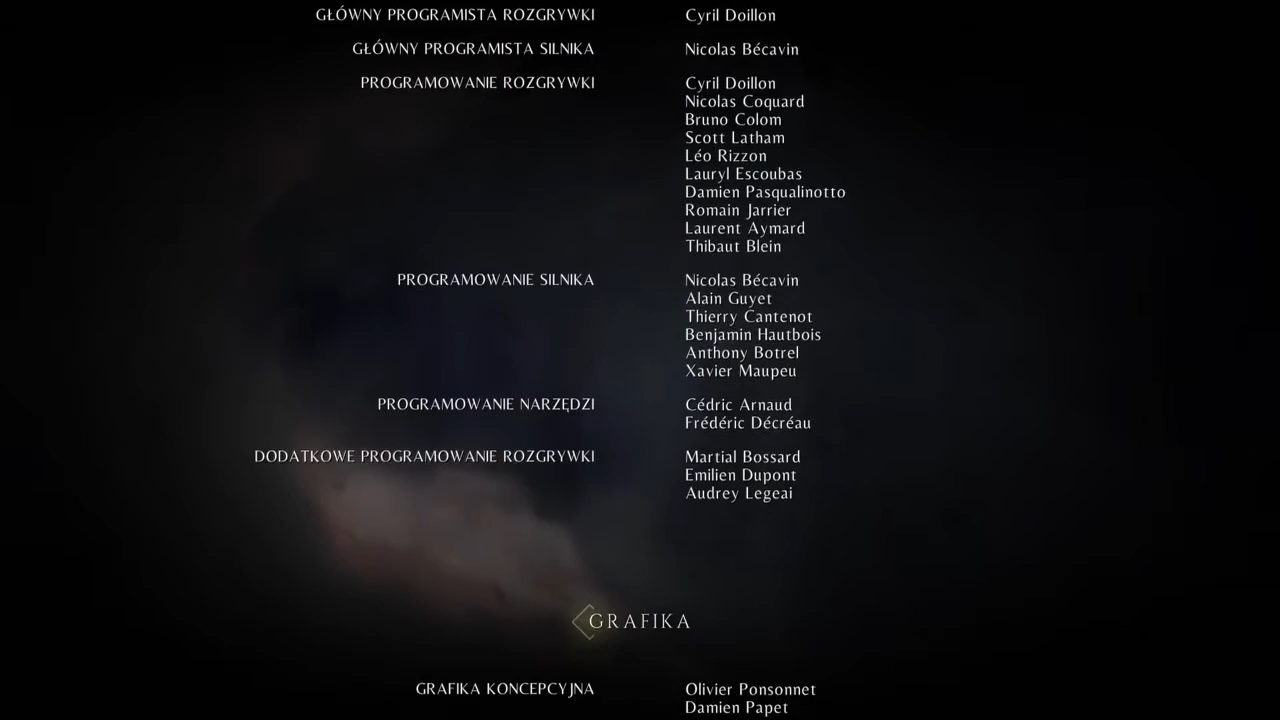 GŁÓWNY PROGRAMISTA ROZGRYWKI Cyril Doillon
GŁÓWNY PROGRAMISTA SILNIKA Nicolas Bécavin
PROGRAMOWANIE ROZGRYWKI Cyril Doillon
Nicolas Coquard
Bruno Colom
Scott Latham
Léo Rizzon
Lauryl Escoubas
Damien Pasqualinotto
Romain Jarrier
Laurent Aymard
Thibaut Blein
PROGRAMOWANIE SILNIKA Nicolas Bécavin
Alain Guyet
Thierry Cantenot
Benjamin Hautbois
Anthony Botrel
Xavier Maupeu
PROGRAMOWANIE NARZĘDZI Cédric Arnaud
Frédéric Décréau
DODATKOWE PROGRAMOWANIE ROZGRYWKI Martial Bossard
Emilien Dupont
Audrey Legeai
GRAFIKA
GRAFIKA KONCEPCYJNA Olivier Ponsonnet
Damien Papet